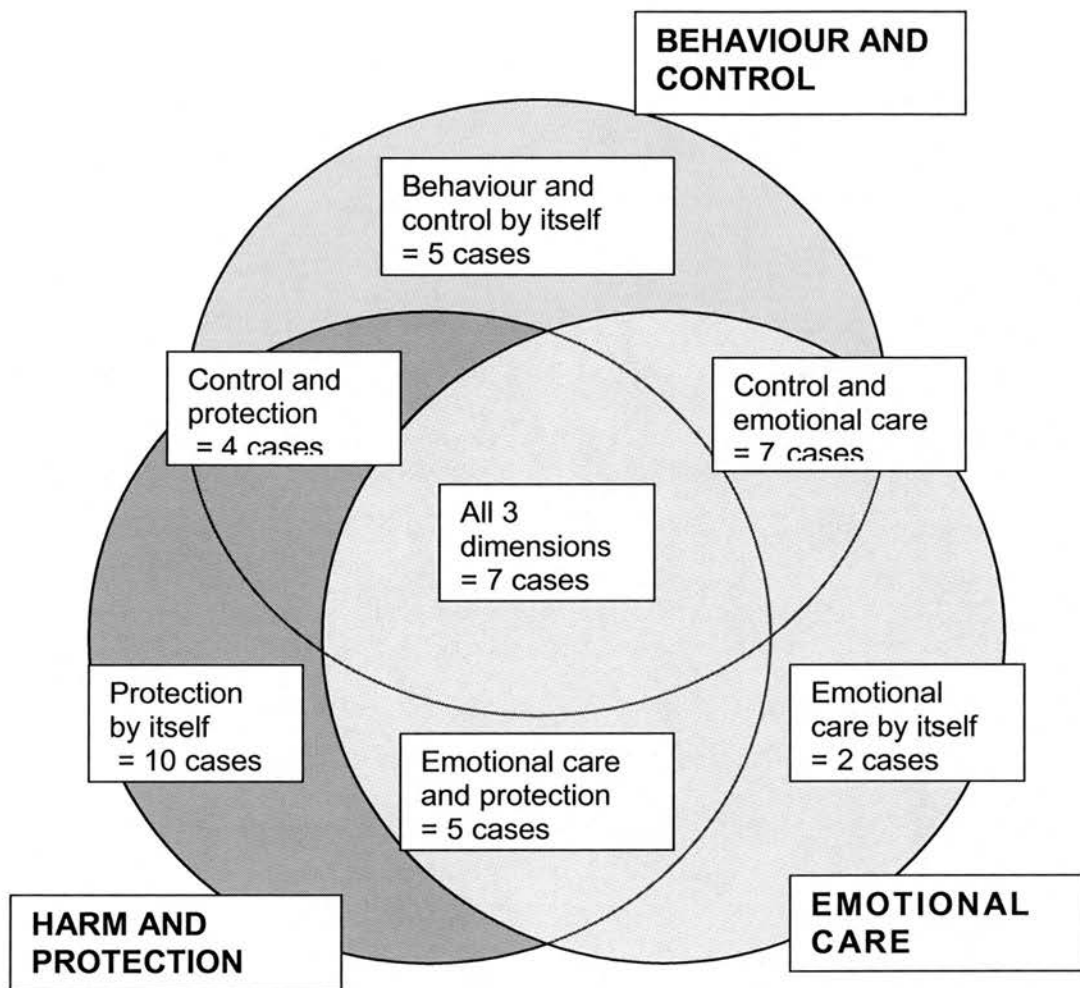 BEHAVIOUR AND
CONTROL
Behaviour and
control by itself
= 5 cases
Control and
protection
= 4 cases
Control and
emotional care
= 7 cases
All 3
dimensions
= 7 cases
Protection
by itself
= 10 cases
Emotional
care by itself
= 2 cases
Emotional care
and protection
= 5 cases
HARM AND
PROTECTION
EMOTIONAL
CARE